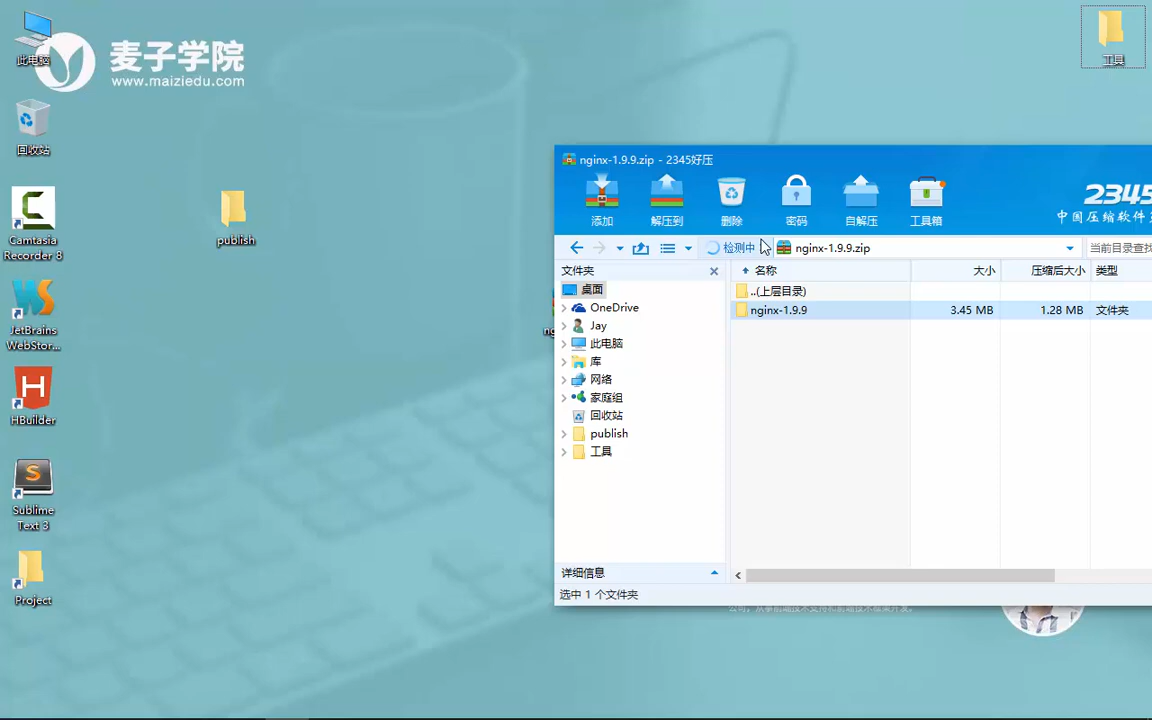 此电脑
麦子学院
www.maiziedu.com
回收站
Camtasia
Recorder 8
JetBrains
WebStor...
HBuilder
Sublime
Text 3
Project
publish
工具
nginx-1.9.9.zip - 2345好压
添加
解压到
删除
密码
自解压
工具箱
2345
中国压缩软件
检测中
nginx-1.9.9.zip
当前目录查找
文件夹
名称
大小
压缩后大小
类型
桌面
OneDrive
Jay
此电脑
库
网络
家庭组
回收站
publish
工具
..(上层目录)
nginx-1.9.9
3.45 MB
1.28 MB
文件夹
详细信息
选中 1 个文件夹